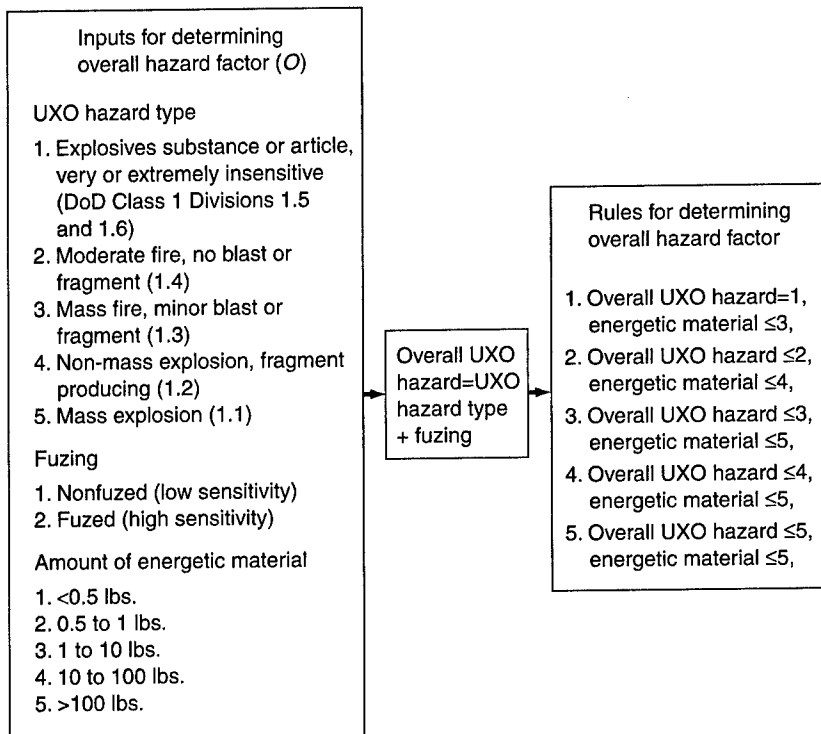 Inputs for determining
overall hazard factor (O)
UXO hazard type
1. Explosives substance or article,
very or extremely insensitive
(DoD Class 1 Divisions 1.5
and 1.6)
2. Moderate fire, no blast or
fragment (1.4)
3. Mass fire, minor blast or
fragment (1.3)
4. Non-mass explosion, fragment
producing (1.2)
5. Mass explosion (1.1)
Fuzing
1. Nonfuzed (low sensitivity)
2. Fuzed (high sensitivity)
Amount of energetic material
1. <0.5 lbs.
2. 0.5 to 1 lbs.
3. 1 to 10 lbs.
4. 10 to 100 lbs.
5. >100 lbs.
Overall UXO
hazard=UXO
hazard type
+ fuzing
Rules for determining
overall hazard factor
1. Overall UXO hazard=1,
energetic material ≤3,
2. Overall UXO hazard ≤2,
energetic material ≤4,
3. Overall UXO hazard ≤3,
energetic material ≤5,
4. Overall UXO hazard ≤4,
energetic material ≤5,
5. Overall UXO hazard ≤5,
energetic material ≤5,